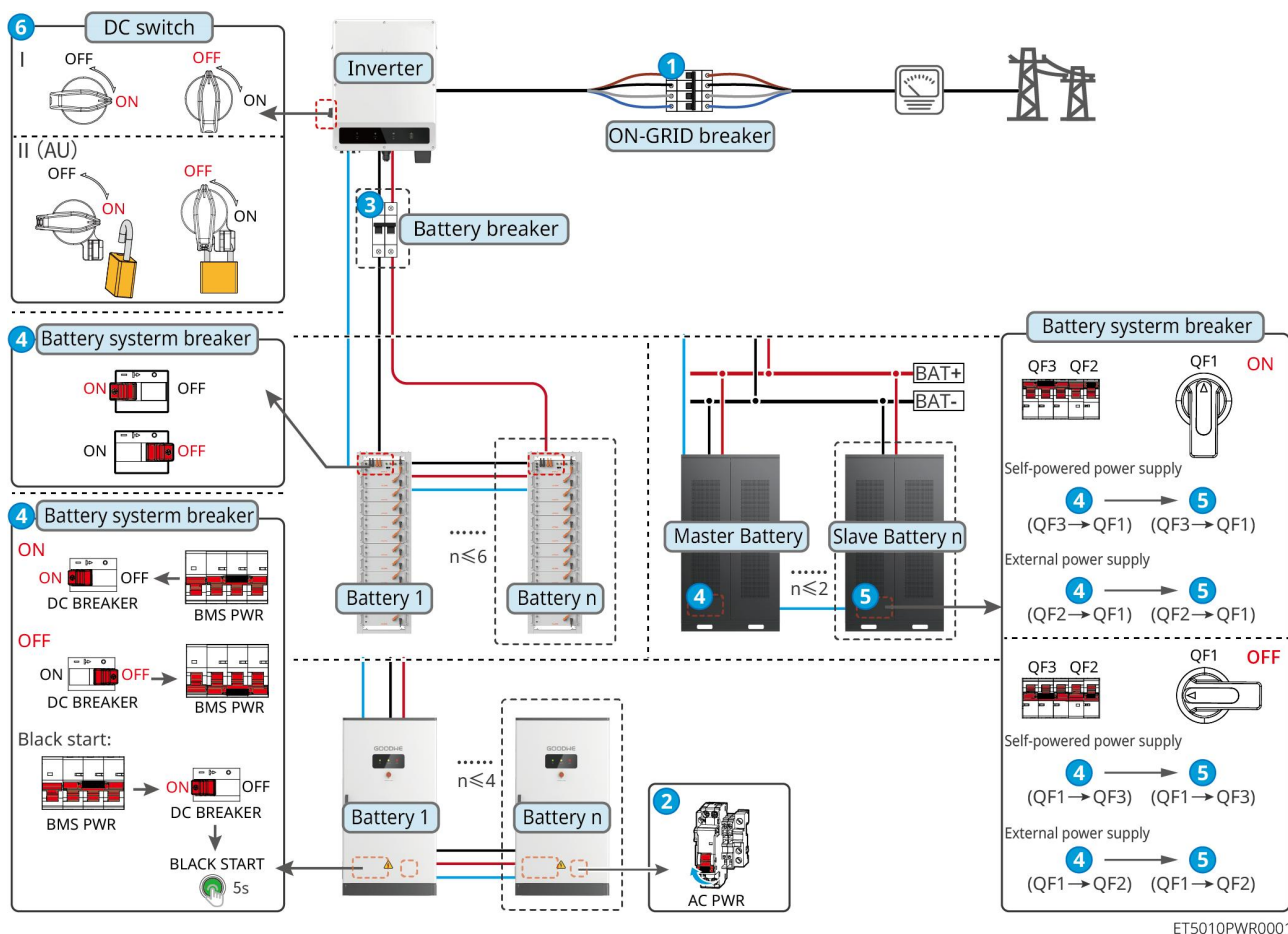 6
DC switch
I
OFF
ON
OFF
ON
II (AU)
OFF
ON
OFF
ON
Inverter
1
ON-GRID breaker
3
Battery breaker
4
Battery systerm breaker
ON
OFF
ON
OFF
4
Battery systerm breaker
ON
ON
OFF
DC BREAKER
BMS PWR
OFF
ON
OFF
DC BREAKER
BMS PWR
Black start:
BMS PWR
ON
OFF
DC BREAKER
BLACK START
5s
Battery 1
......
n≤6
Battery n
BAT+
BAT-
Master Battery
4
......
n≤2
Slave Battery n
5
GOODWE
Battery 1
......
n≤4
GOODWE
Battery n
2
AC PWR
Battery systerm breaker
QF3 QF2
QF1
ON
Self-powered power supply
4 5
(QF3→QF1) (QF3→QF1)
External power supply
4 5
(QF2→QF1) (QF2→QF1)
QF3 QF2
QF1
OFF
Self-powered power supply
4 5
(QF1→QF3) (QF1→QF3)
External power supply
4 5
(QF1→QF2) (QF1→QF2)
ET5010PWR0001